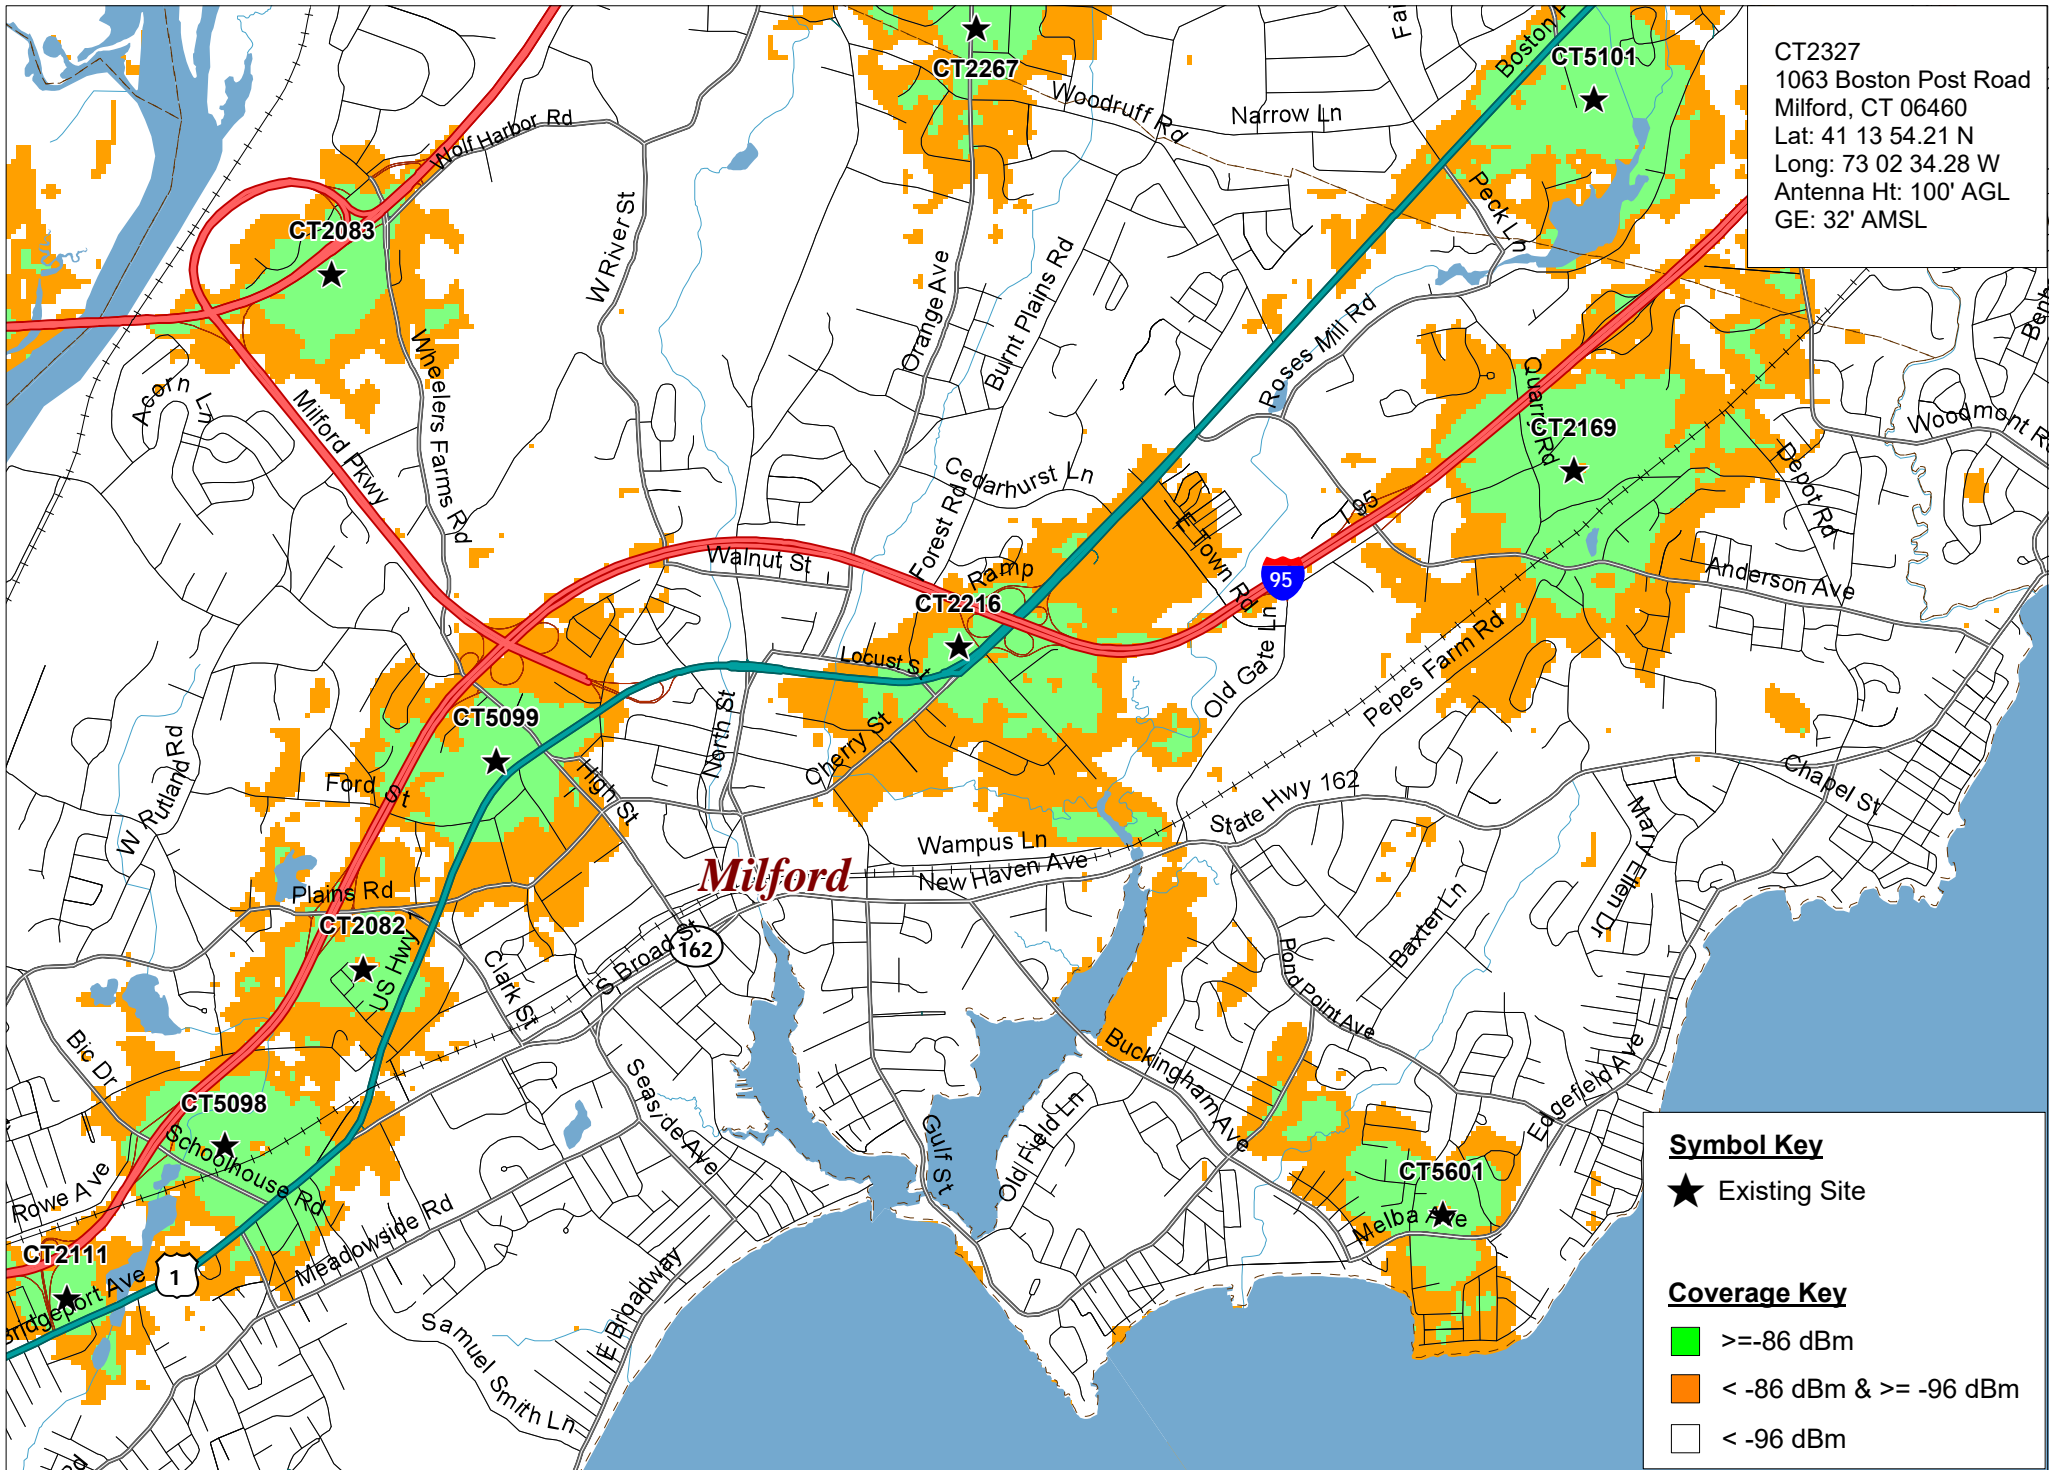 CT2327
1063 Boston Post Road
Milford, CT 06460
Lat: 41 13 54.21 N
Long: 73 02 34.28 W
Antenna Ht: 100' AGL
GE: 32' AMSL
CT2267
CT5101
Woodruff Rd
Narrow Ln
Wolf Harbor Rd
Peck Ln
CT2083
W River St
Orange Ave
Burnt Plains Rd
Roses Mill Rd
Wheelers Farms Rd
Acorn Ln
Milford Pkwy
Quarry Rd
CT2169
Woodmont R
Depot Rd
Cedarhurst Ln
Forest Rd
E Town Rd
I-95
95
Walnut St
Ramp
Anderson Ave
CT2216
Locust St
Old Gate Ln
Pepes Farm Rd
CT5099
North St
Cherry St
W Rutland Rd
Ford St
High St
State Hwy 162
Chapel St
Mary Ellen Dr
Wampus Ln
New Haven Ave
Milford
Plains Rd
CT2082
US Hwy
162
S Broad St
Clark St
Baxter Ln
Pond Point Ave
Bic Dr
Buckingham Ave
Edgefield Ave
CT5098
Schoolhouse Rd
Seaside Ave
Gulf St
Old Field Ln
CT5601
Melba Ave
Rowe Ave
CT2111
Bridgeport Ave
1
Meadowside Rd
E Broadway
Samuel Smith Ln
Symbol Key
Existing Site
Coverage Key
>=-86 dBm
< -86 dBm & >= -96 dBm
< -96 dBm